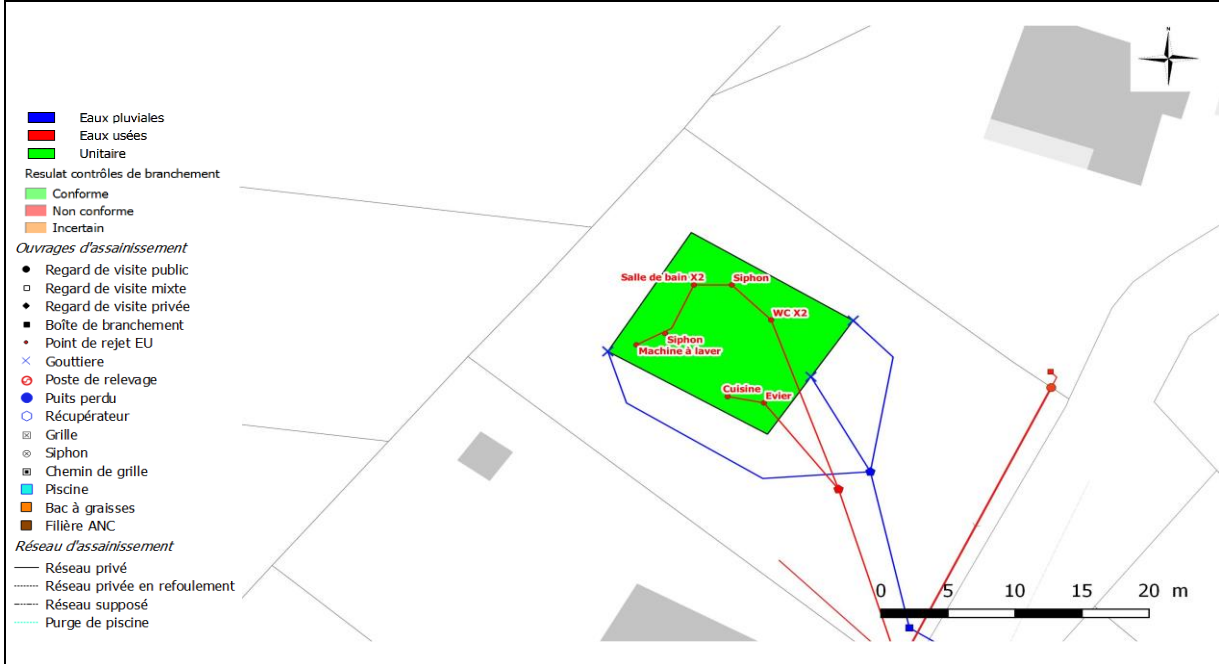 N
Eaux pluviales
Eaux usées
Unitaire
Resulat contrôles de branchement
Conforme
Non conforme
Incertain
Ouvrages d'assainissement
Regard de visite public
Regard de visite mixte
Regard de visite privée
Boîte de branchement
Point de rejet EU
Gouttiere
Poste de relevage
Puits perdu
Récupérateur
Grille
Siphon
Chemin de grille
Piscine
Bac à graisses
Filière ANC
Réseau d'assainissement
Réseau privé
Réseau privée en refoulement
Réseau supposé
Purge de piscine
Salle de bain X2
Siphon
WC X2
Siphon
Machine à laver
Cuisine
Evier
0 5 10 15 20 m